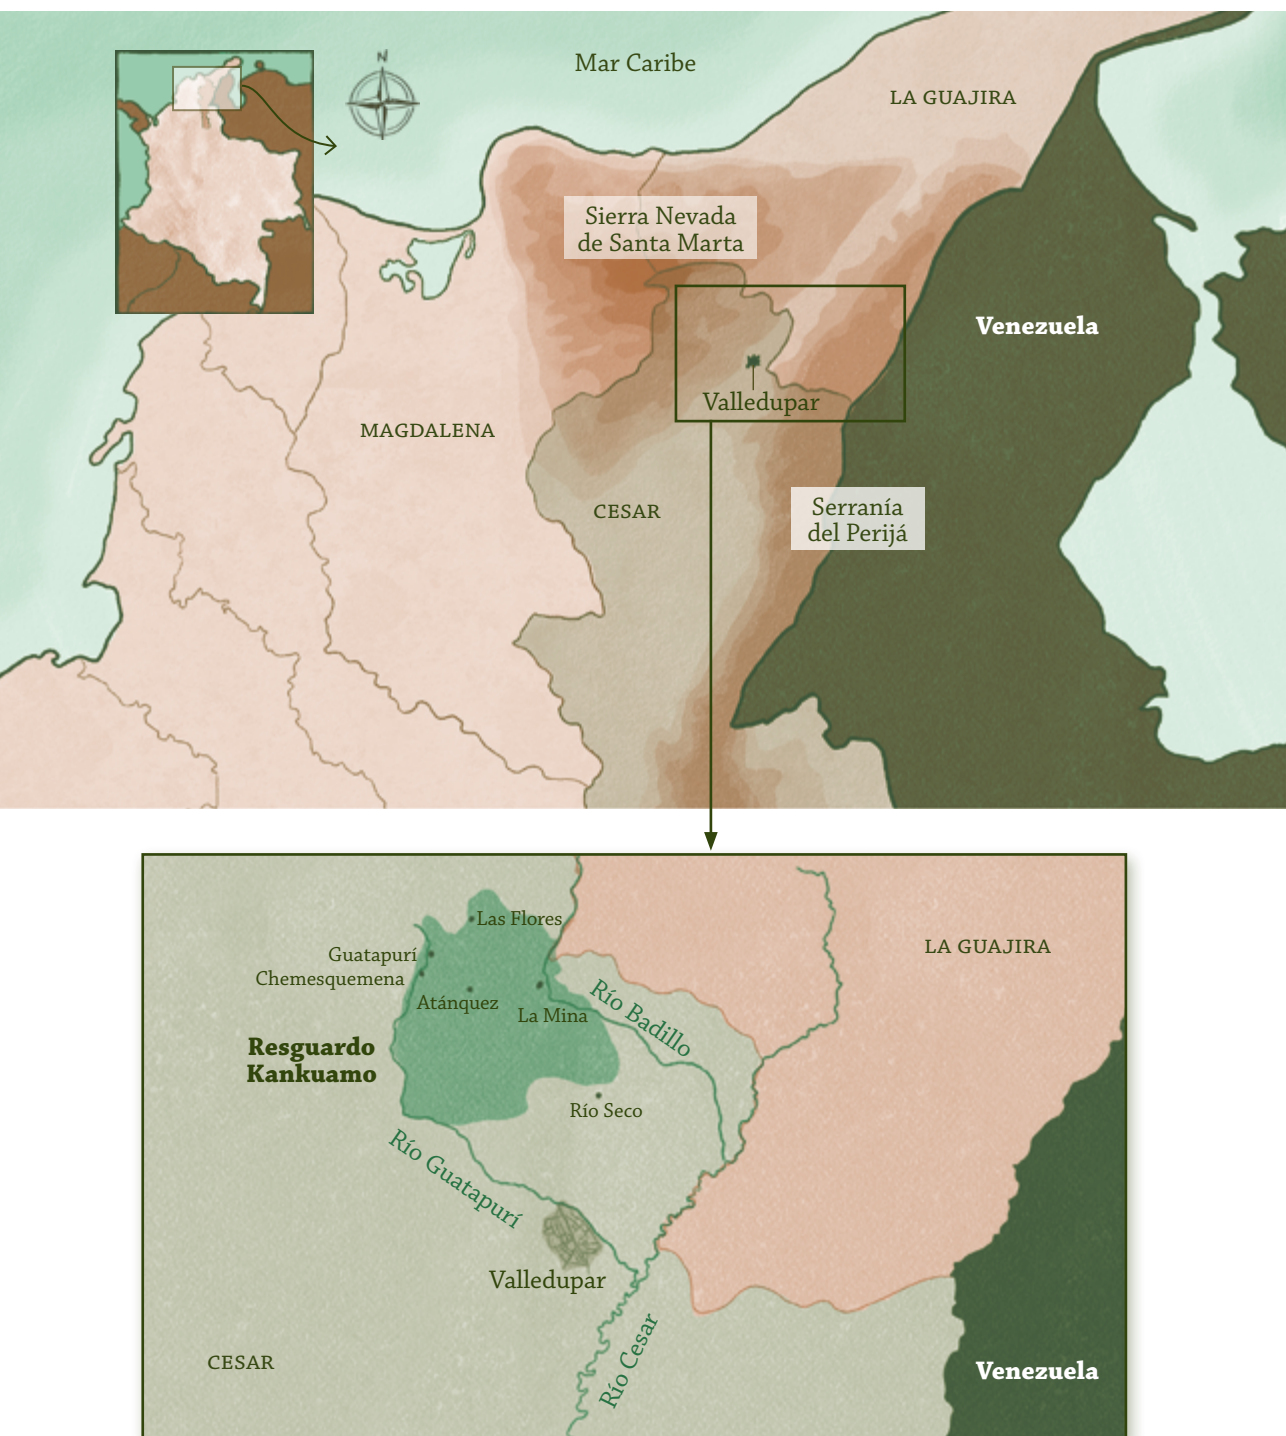 N
Mar Caribe
LA GUAJIRA
Sierra Nevada
de Santa Marta
Venezuela
Valledupar
MAGDALENA
CESAR
Serranía
del Perijá
Las Flores
Guatapurí
Chemesquemena
Atánquez
La Mina
Río Badillo
LA GUAJIRA
Resguardo
Kankuamo
Río Seco
Río Guatapurí
Valledupar
Río Cesar
CESAR
Venezuela